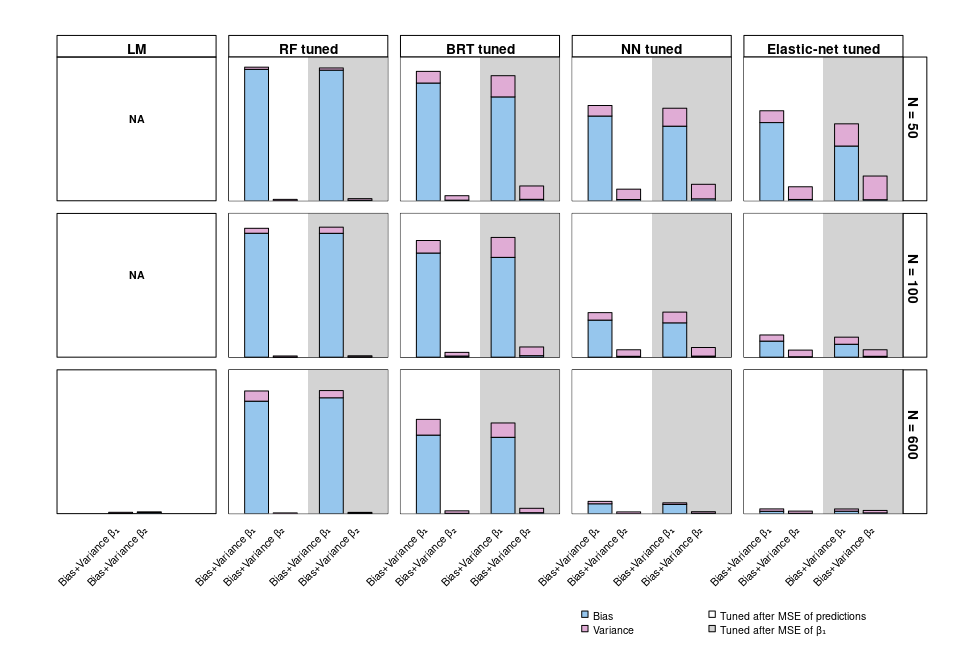 LM
RF tuned
BRT tuned
NN tuned
Elastic-net tuned
NA
N = 50
NA
N = 100
N = 600
Bias+Variance β₁
Bias+Variance β₂
Bias+Variance β₁
Bias+Variance β₂
Bias+Variance β₁
Bias+Variance β₂
Bias+Variance β₁
Bias+Variance β₂
Bias+Variance β₁
Bias+Variance β₂
Bias+Variance β₁
Bias+Variance β₂
Bias+Variance β₁
Bias+Variance β₂
Bias+Variance β₁
Bias+Variance β₂
Bias+Variance β₁
Bias+Variance β₂
Bias
Variance
Tuned after MSE of predictions
Tuned after MSE of β₁